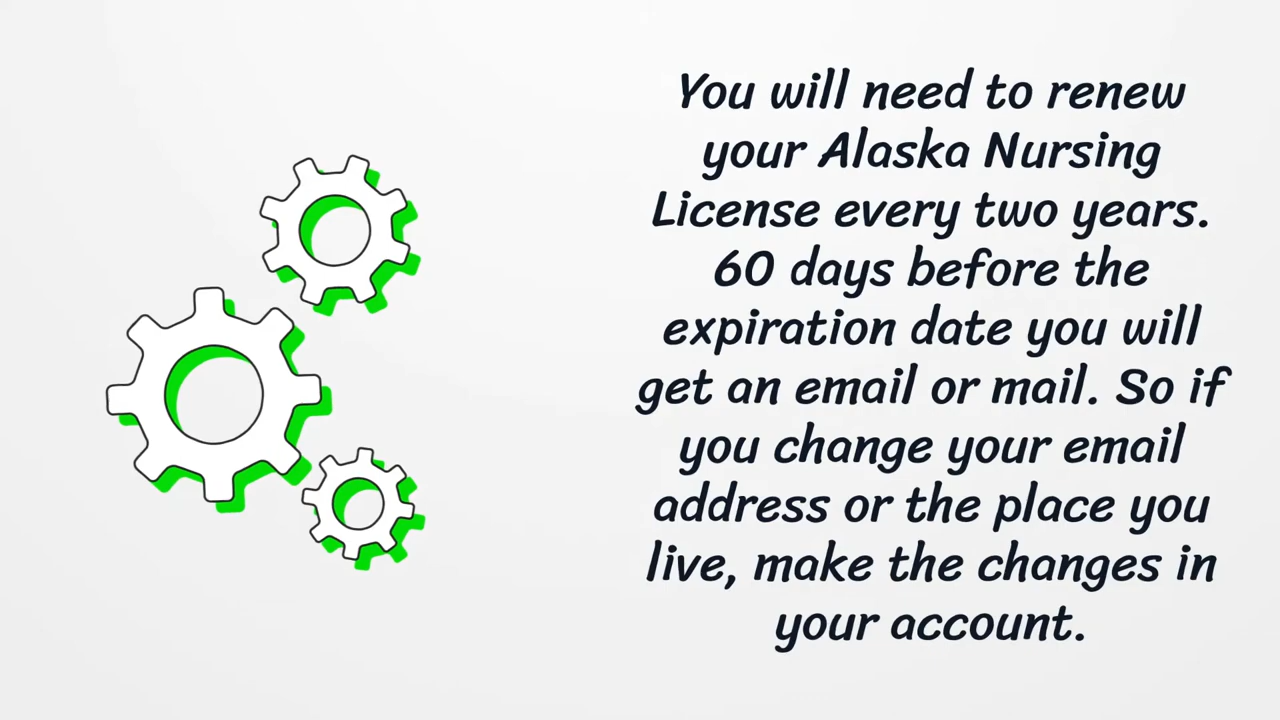 You will need to renew
your Alaska Nursing
License every two years.
60 days before the
expiration date you will
get an email or mail. So if
you change your email
address or the place you
live, make the changes in
your account.